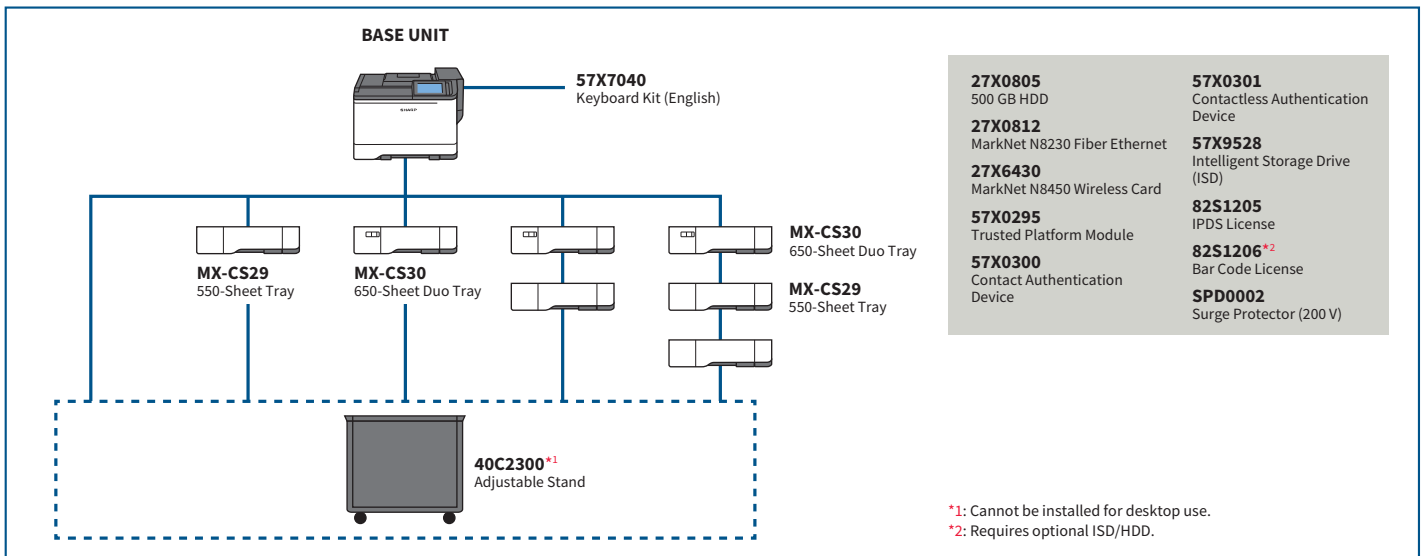 BASE UNIT
SHARP
57X7040
Keyboard Kit (English)
MX-CS29
550-Sheet Tray
MX-CS30
650-Sheet Duo Tray
MX-CS30
650-Sheet Duo Tray
MX-CS29
550-Sheet Tray
40C2300*1
Adjustable Stand
27X0805
500 GB HDD
27X0812
MarkNet N8230 Fiber Ethernet
27X6430
MarkNet N8450 Wireless Card
57X0295
Trusted Platform Module
57X0300
Contact Authentication
Device
57X0301
Contactless Authentication
Device
57X9528
Intelligent Storage Drive
(ISD)
82S1205
IPDS License
82S1206*2
Bar Code License
SPD0002
Surge Protector (200 V)
*1: Cannot be installed for desktop use.
*2: Requires optional ISD/HDD.